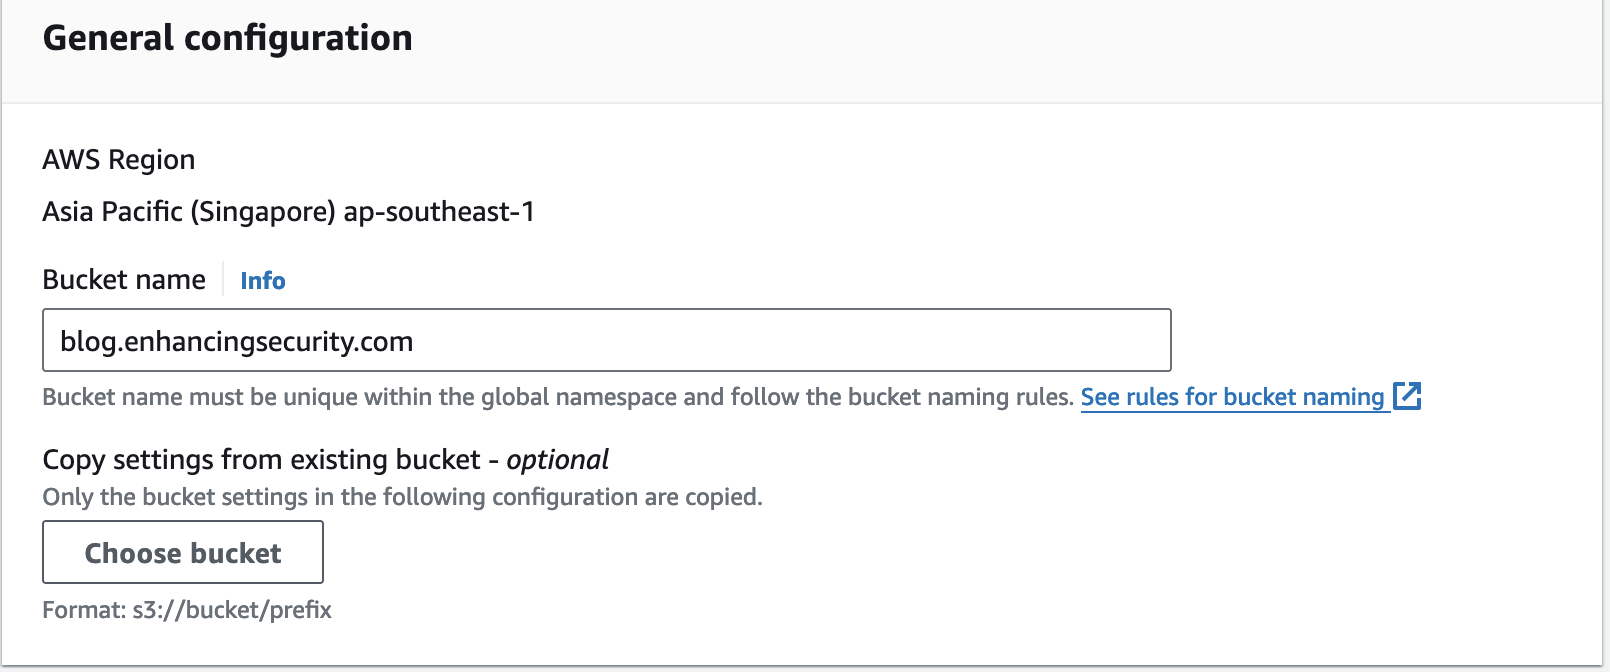 General configuration
AWS Region
Asia Pacific (Singapore) ap-southeast-1
Bucket name Info
blog.enhancingsecurity.com
Bucket name must be unique within the global namespace and follow the bucket naming rules. See rules for bucket naming
Copy settings from existing bucket - optional
Only the bucket settings in the following configuration are copied.
Choose bucket
Format: s3://bucket/prefix